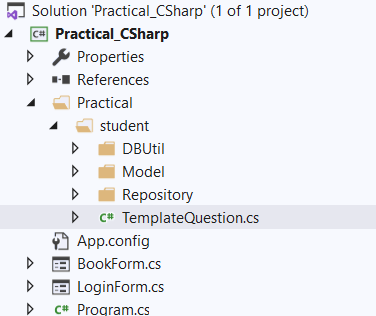 Solution 'Practical_CSharp' (1 of 1 project)
C# Practical_CSharp
Properties
References
Practical
student
DBUtil
Model
Repository
C# TemplateQuestion.cs
App.config
BookForm.cs
LoginForm.cs
C# Program.cs